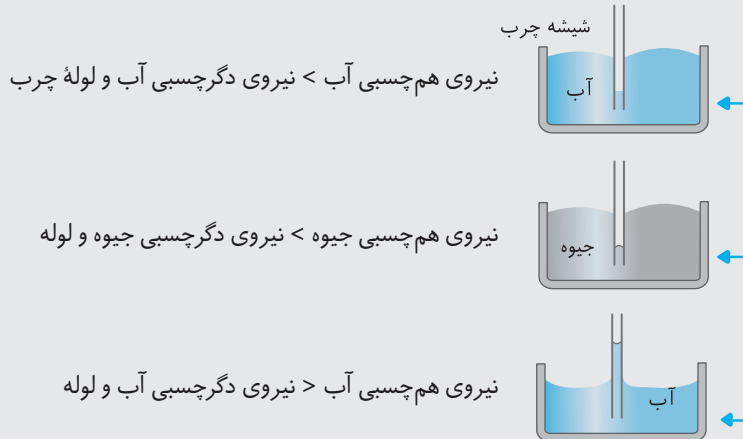 شیشه چرب
آب
نیروی هم‌چسبی آب > نیروی دگرچسبی آب و لولهٔ چرب
جیوه
نیروی هم‌چسبی جیوه > نیروی دگرچسبی جیوه و لوله
آب
نیروی هم‌چسبی آب < نیروی دگرچسبی آب و لوله